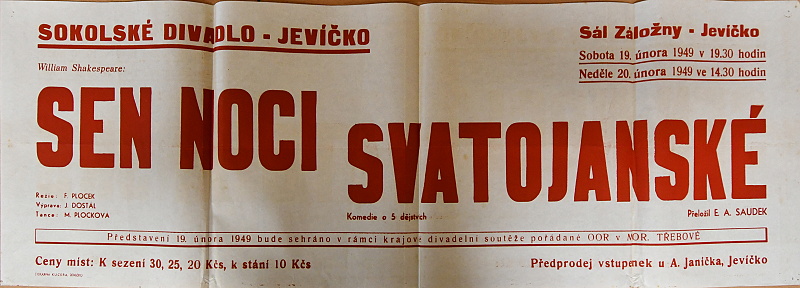 SOKOLSKÉ DIVADLO - JEVÍČKO
Sál Záložny - Jevíčko
Sobota 19. února 1949 v 19.30 hodin
Neděle 20. února 1949 ve 14.30 hodin
William Shakespeare:
SEN NOCI
SVATOJANSKÉ
Režie: F. PLOCEK
Výprava: J. DOSTÁL
Tance: M. PLOCKOVÁ
Komedie o 5 dějstvích
Přeložil E. A. SAUDEK
Představení 19. února 1949 bude sehráno v rámci krajové divadelní soutěže pořádané OOR v MOR. TŘEBOVĚ
Ceny míst: K sezení 30, 25, 20 Kčs, k stání 10 Kčs
Předprodej vstupenek u A. Janíčka, Jevíčko